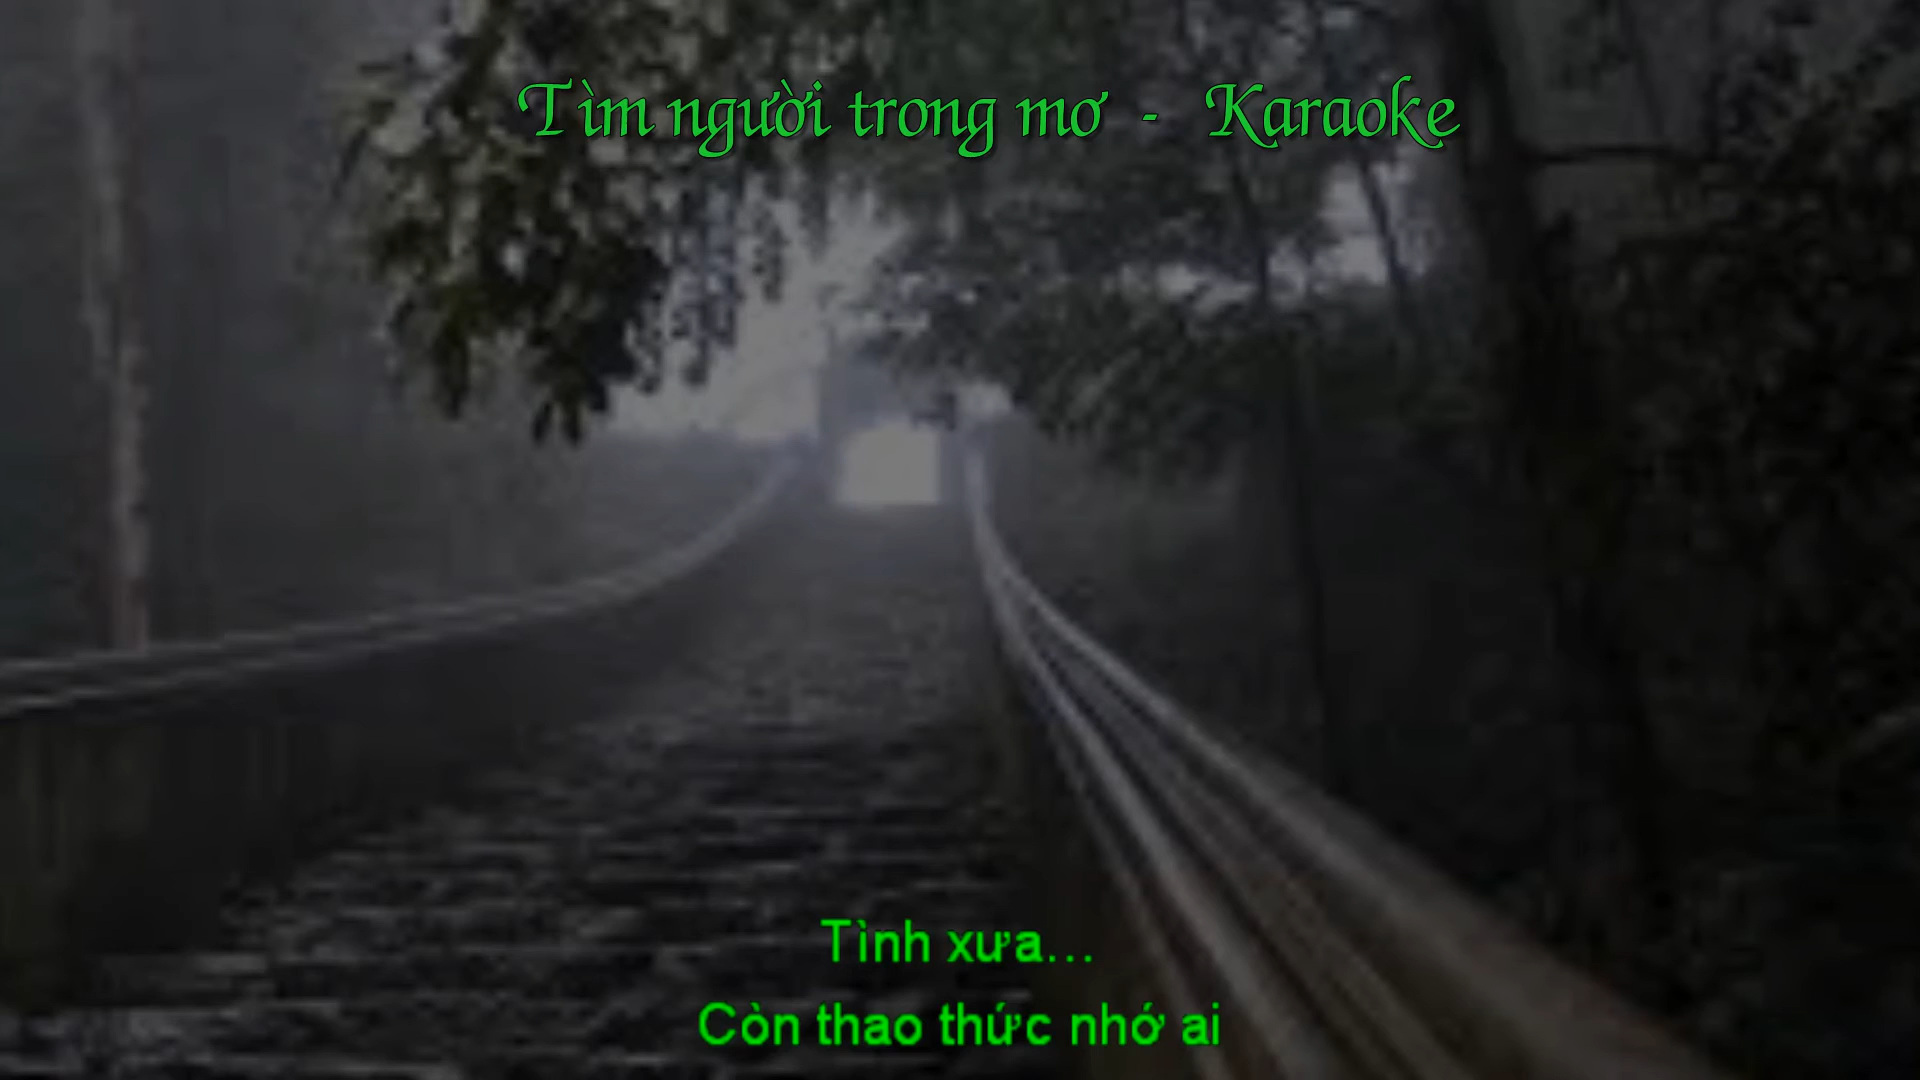 Tìm người trong mơ - Karaoke
Tình xưa...
Còn thao thức nhớ ai